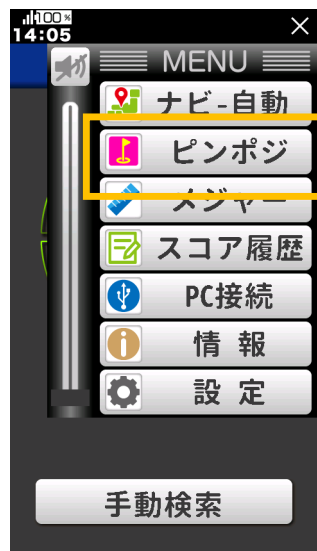 100%
14:05
MENU
ナビ-自動
ピンポジ
メジャー
スコア履歴
PC接続
情 報
設 定
手動検索